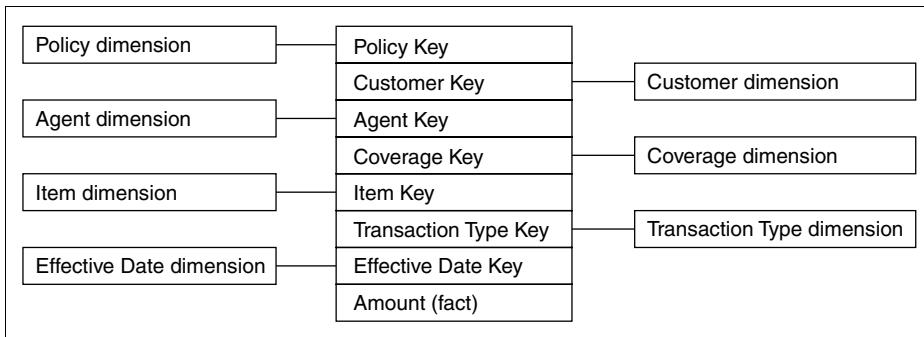 Policy dimension
Policy Key
Customer Key
Customer dimension
Agent dimension
Agent Key
Coverage Key
Coverage dimension
Item dimension
Item Key
Transaction Type Key
Transaction Type dimension
Effective Date dimension
Effective Date Key
Amount (fact)